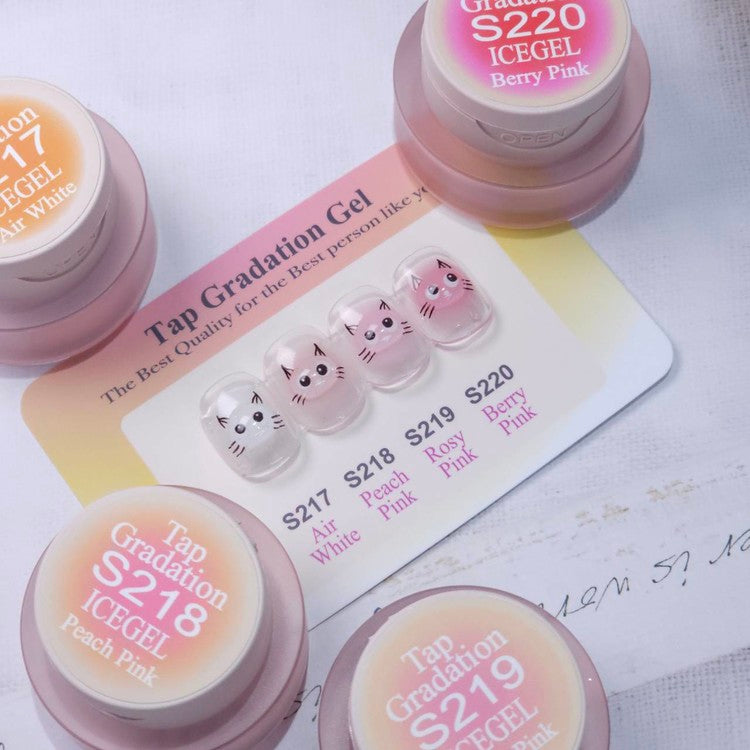 Gradation
S220
ICEGEL
Berry Pink
OPEN
17
ICEGEL
Air White
Tap Gradation Gel
The Best Quality for the Best person like
S217
Air
White
S218
Peach
Pink
S219
Rosy
Pink
S220
Berry
Pink
Tap
Gradation
S218
ICEGEL
Peach Pink
Tap
Gradation
S219
ICEGEL
Pink